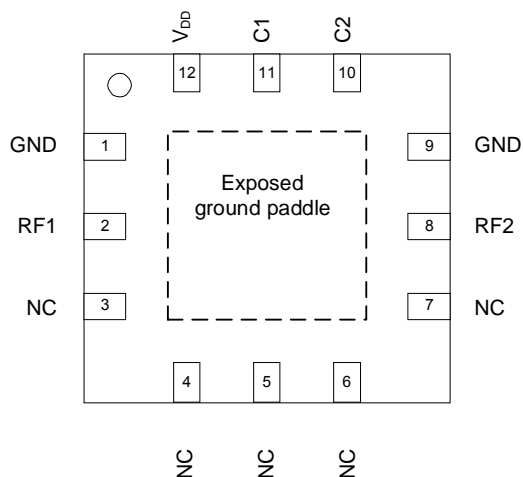 VDD
C1
C2
12
11
10
GND
1
9
GND
Exposed
ground paddle
RF1
2
8
RF2
NC
3
7
NC
4
5
6
NC
NC
NC